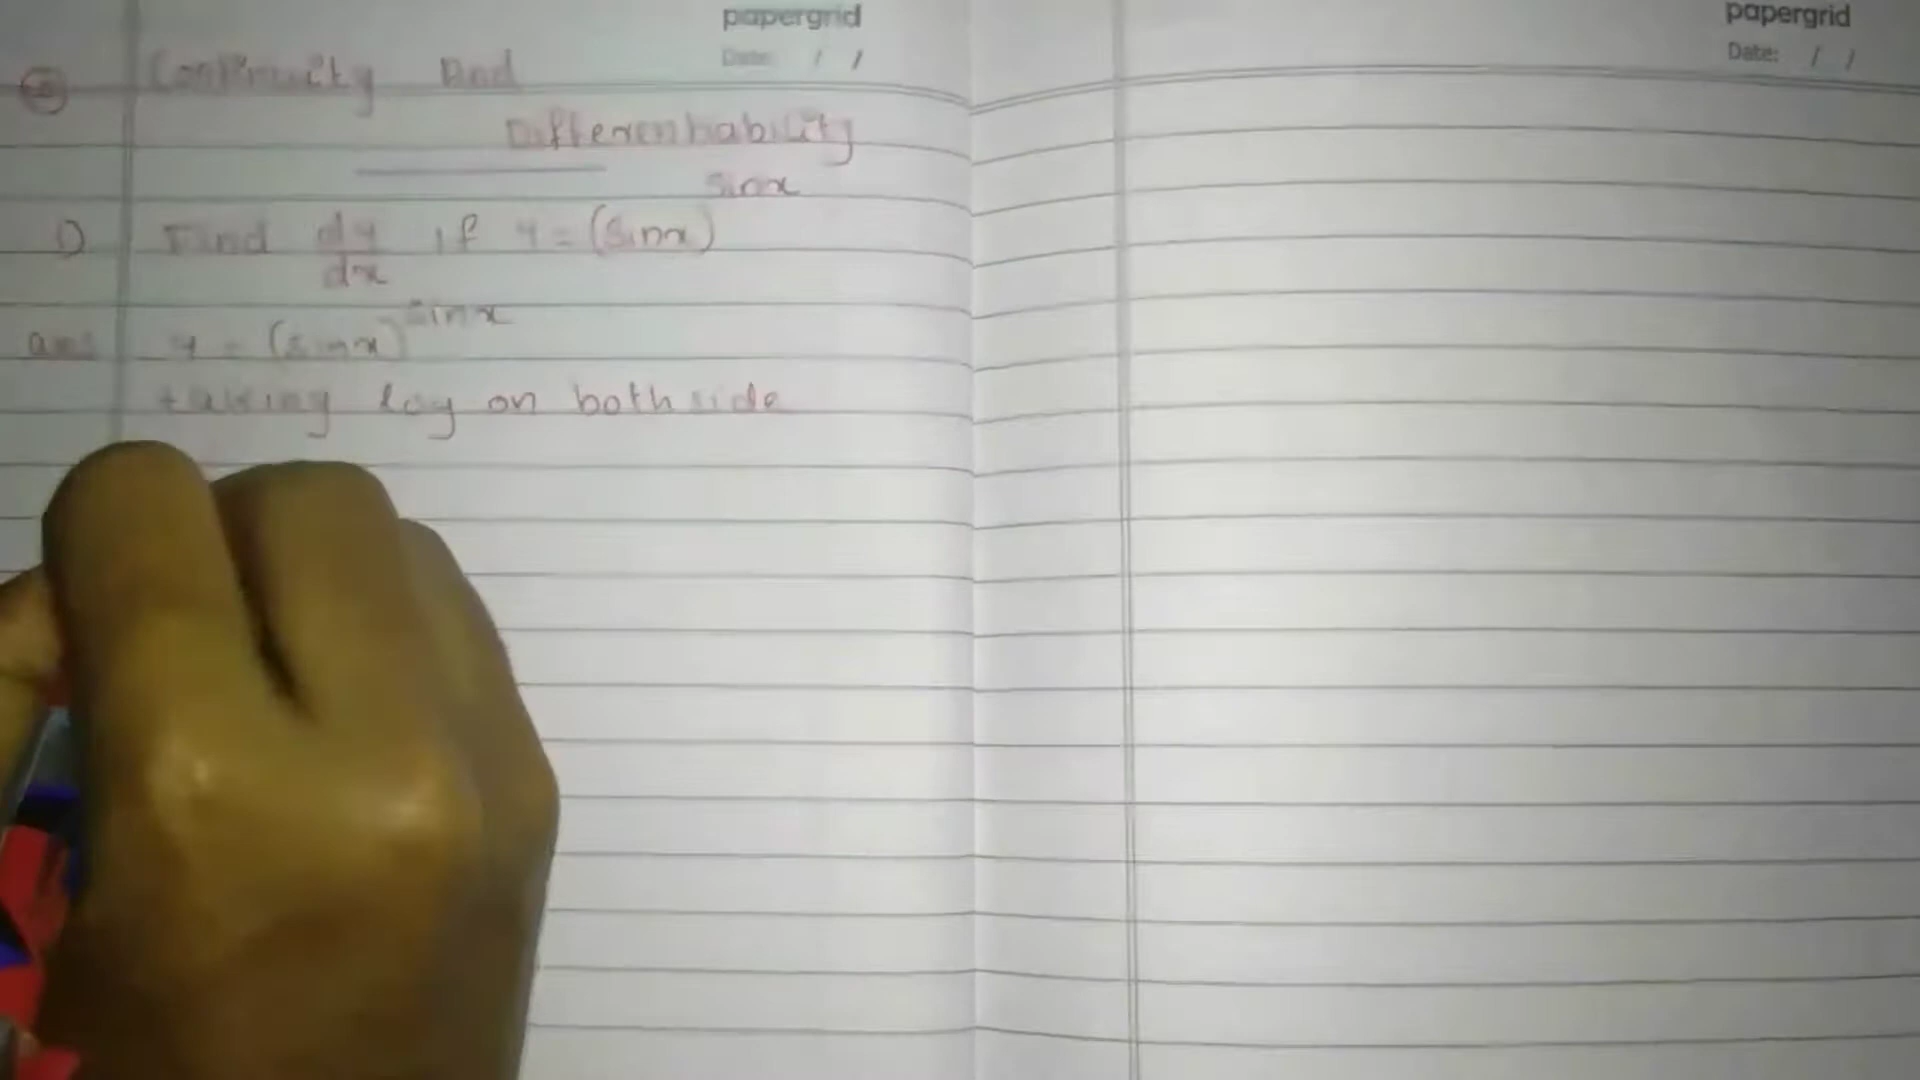 papergrid
Date: / /
Continuity And
Differentiability
1) Find dy/dx if y = (sinx)^sinx
ans y = (sinx)^sinx
taking log on both side
papergrid
Date: / /